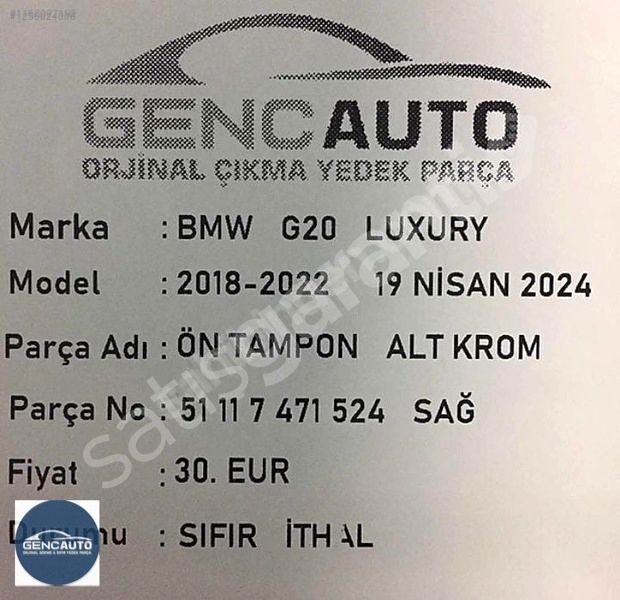 GENCAUTO
ORJİNAL ÇIKMA YEDEK PARÇA
Marka : BMW G20 LUXURY
Model : 2018-2022 19 NİSAN 2024
Parça Adı : ÖN TAMPON ALT KROM
Parça No : 51 11 7 471 524 SAĞ
Fiyat : 30. EUR
Durumu : SIFIR İTHAL
GENCAUTO